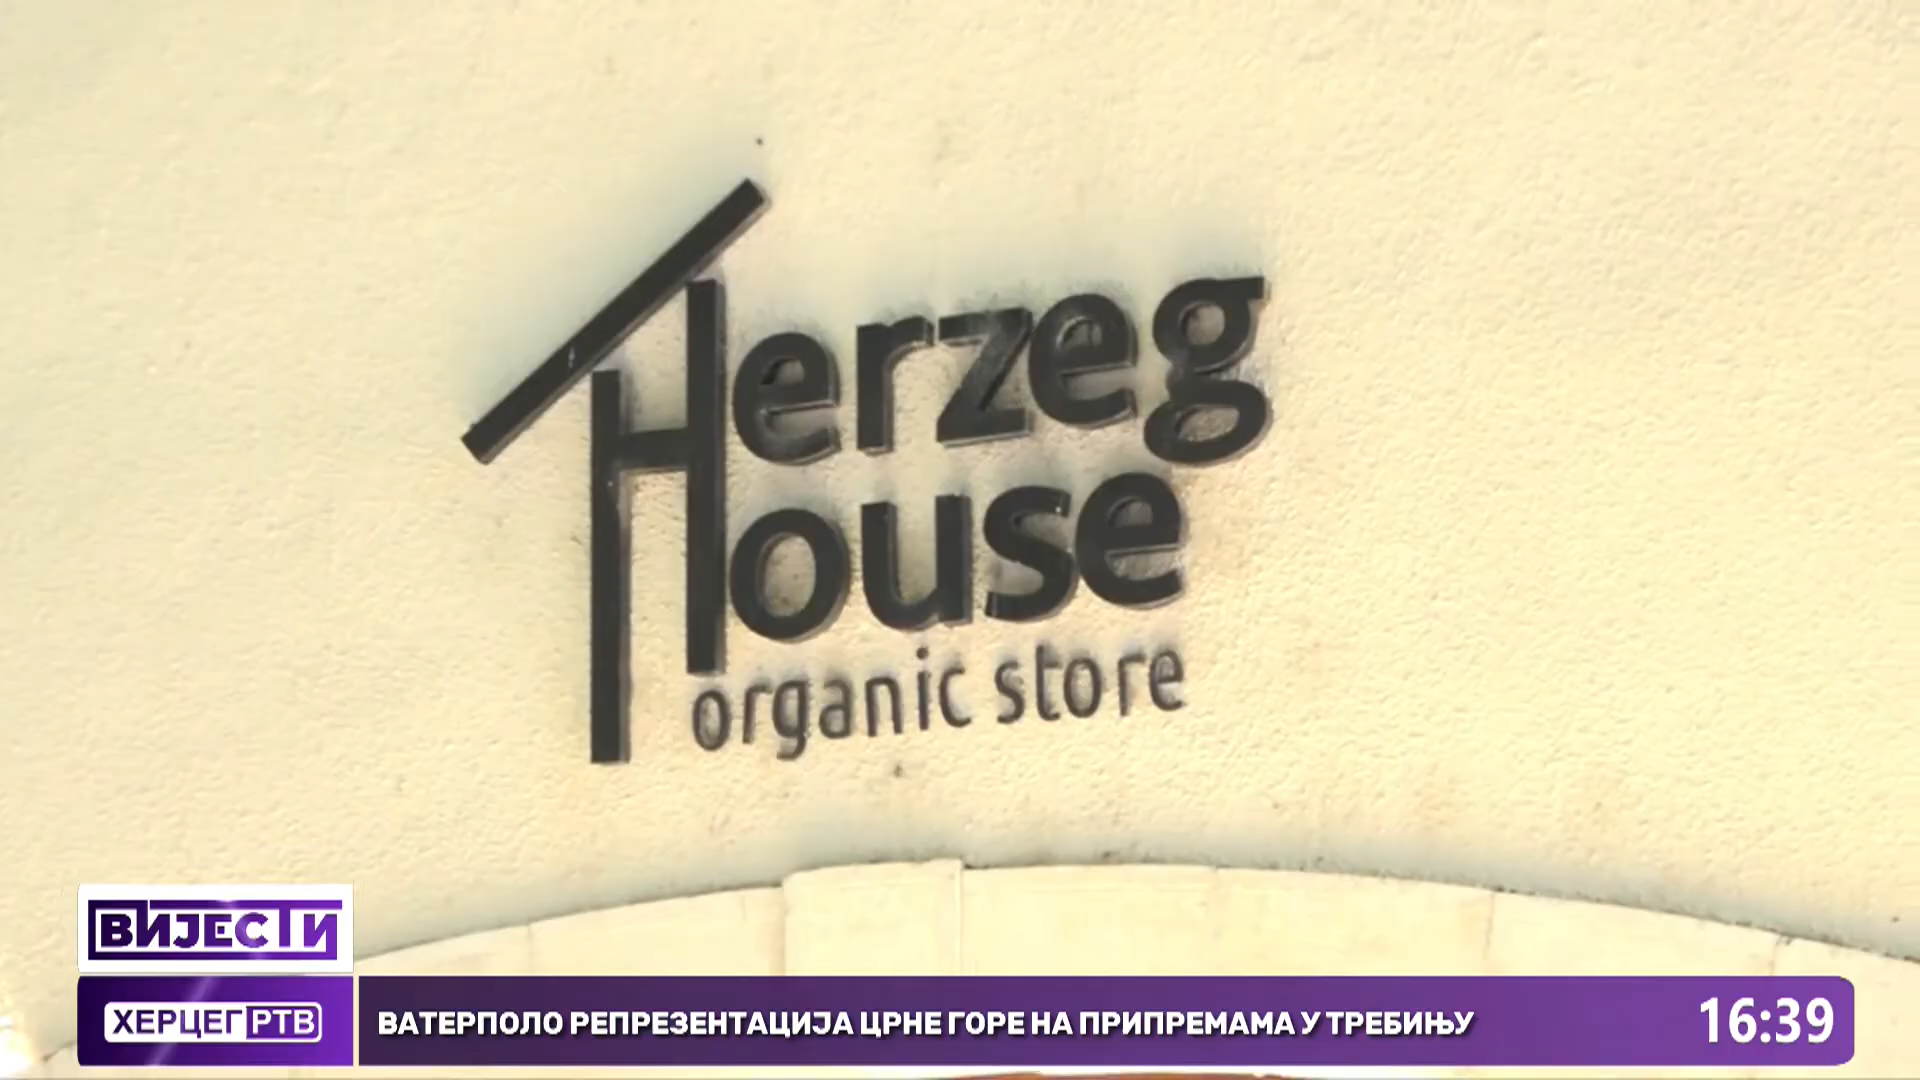 Herzeg
House
organic store
ВИЈЕСТИ
ХЕРЦЕГ РТВ
ВАТЕРПОЛО РЕПРЕЗЕНТАЦИЈА ЦРНЕ ГОРЕ НА ПРИПРЕМАМА У ТРЕБИЊУ
16:39